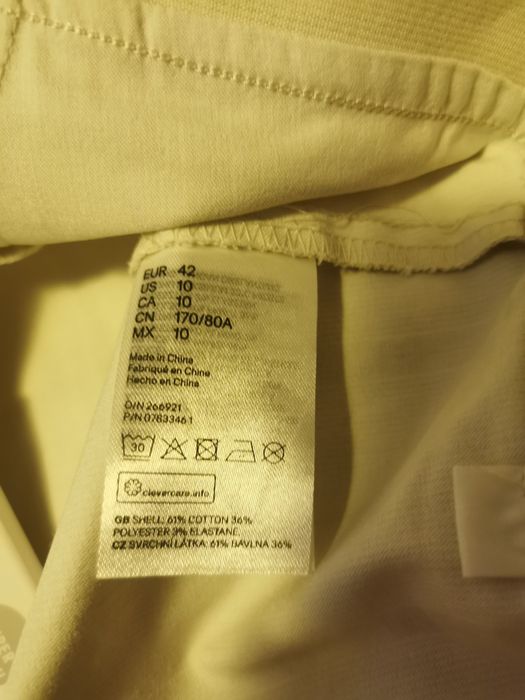 EUR 42
US 10
CA 10
CN 170/80A
MX 10
Made in China
Fabriqué en Chine
Hecho en China
O/N 266921
P/N 0783346 1
30
clevercare.info
GB SHELL: 61% COTTON 36%
POLYESTER 3% ELASTANE.
CZ SVRCHNÍ LÁTKA: 61% BAVLNA 36%